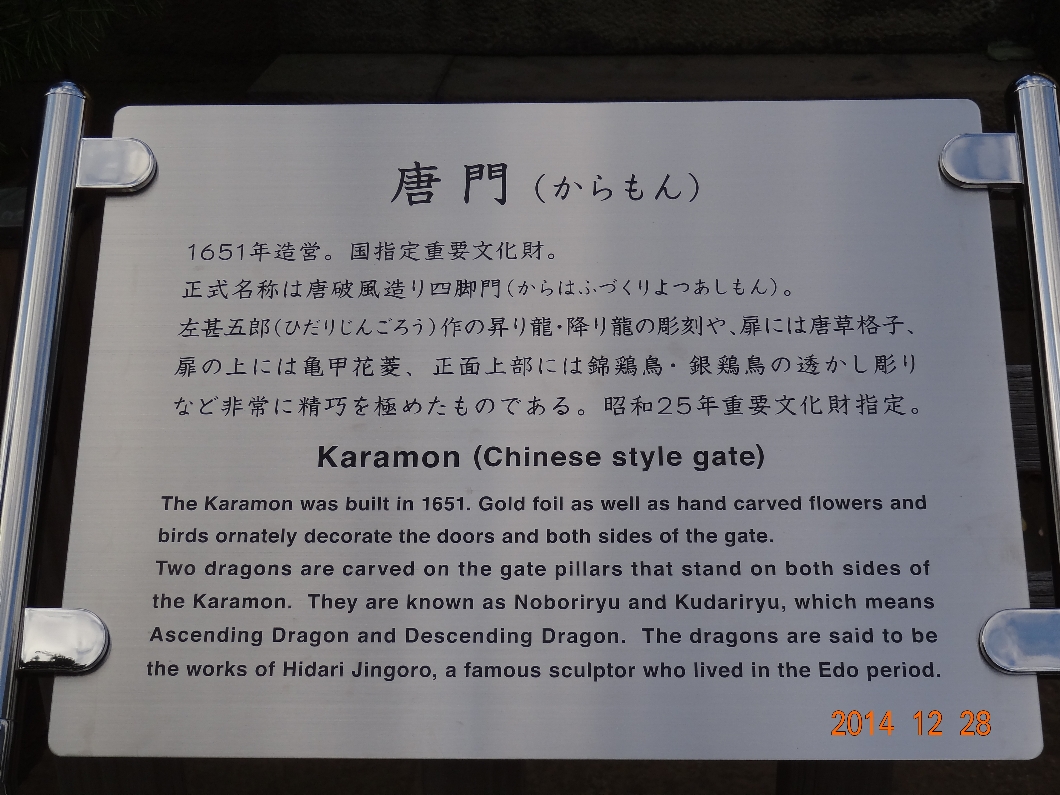 唐門（からもん）
1651年造営。国指定重要文化財。
正式名称は唐破風造り四脚門（からはふづくりよつあしもん）。
左甚五郎（ひだりじんごろう）作の昇り龍・降り龍の彫刻や、扉には唐草格子、
扉の上には亀甲花菱、正面上部には錦鶏鳥・銀鶏鳥の透かし彫り
など非常に精巧を極めたものである。昭和25年重要文化財指定。
Karamon (Chinese style gate)
The Karamon was built in 1651. Gold foil as well as hand carved flowers and
birds ornately decorate the doors and both sides of the gate.
Two dragons are carved on the gate pillars that stand on both sides of
the Karamon. They are known as Noboriryu and Kudariryu, which means
Ascending Dragon and Descending Dragon. The dragons are said to be
the works of Hidari Jingoro, a famous sculptor who lived in the Edo period.
2014 12 28